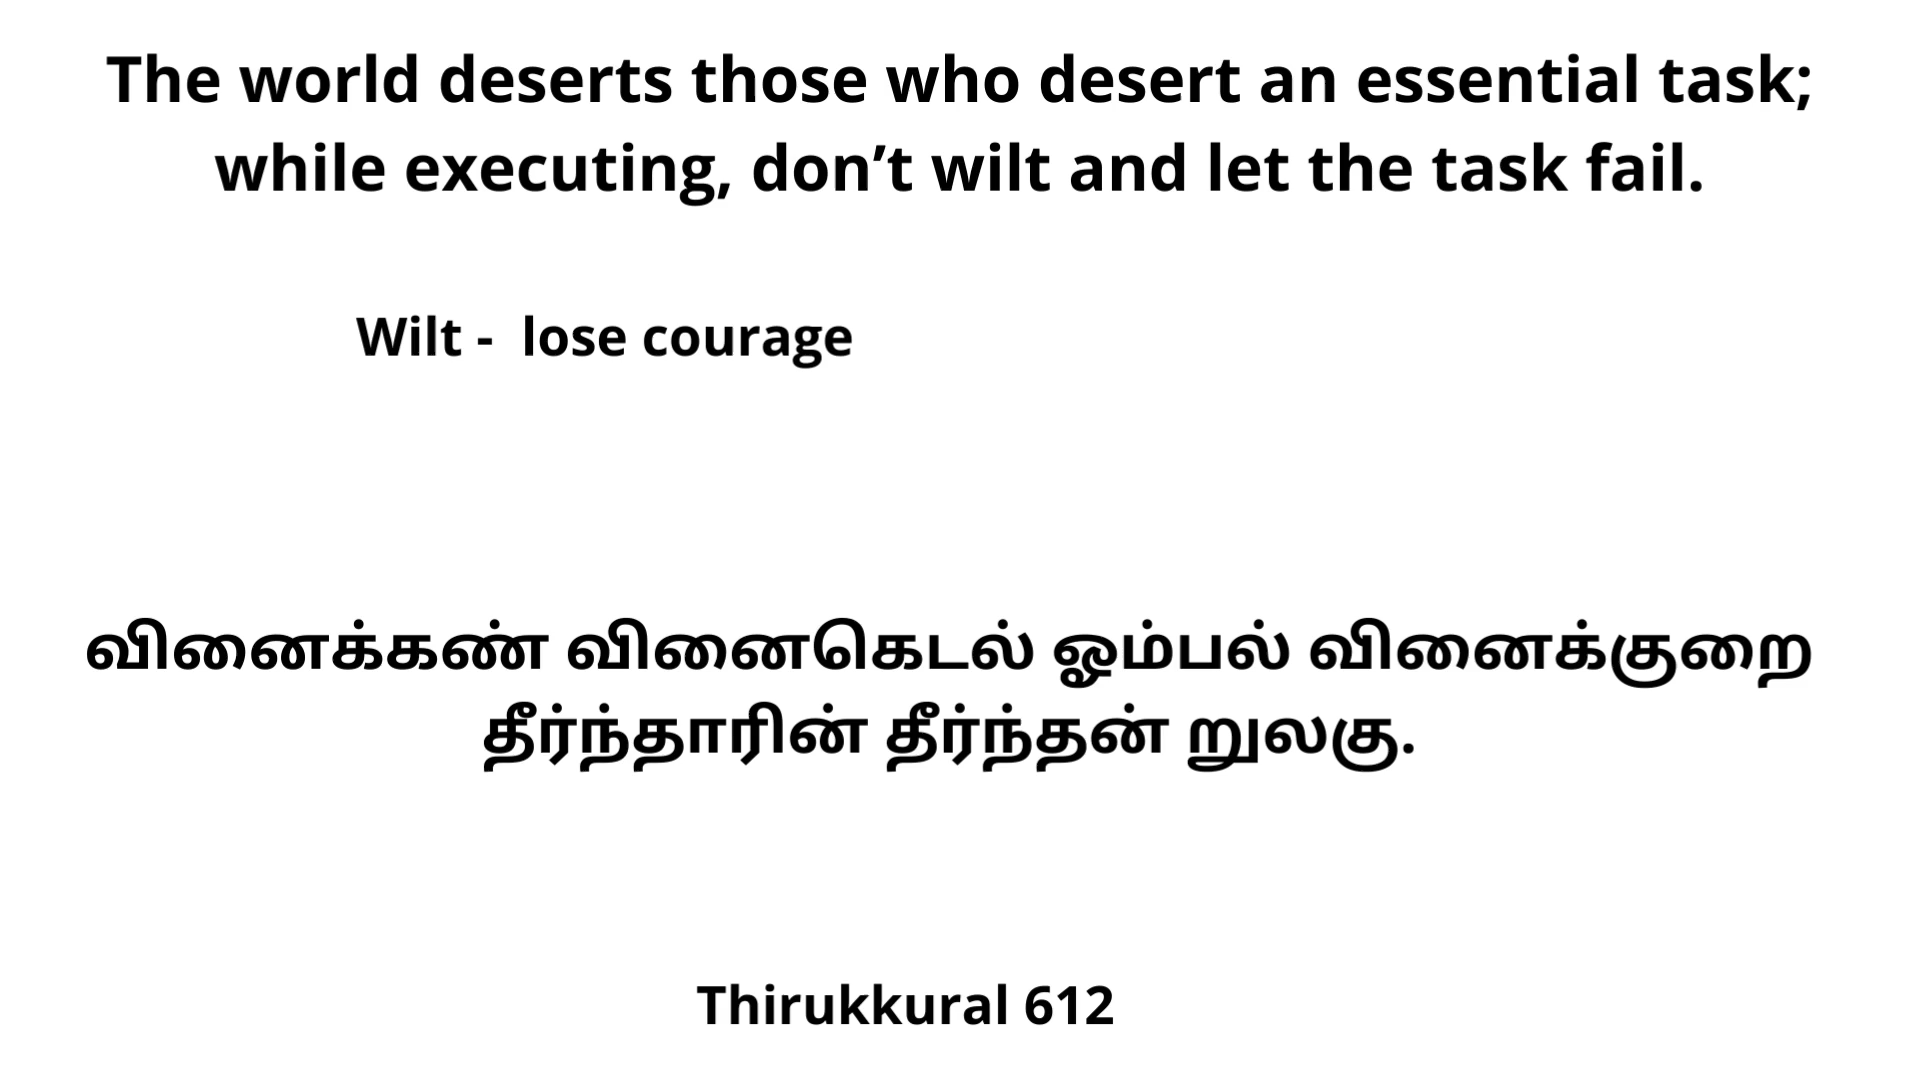 The world deserts those who desert an essential task;
while executing, don’t wilt and let the task fail.
Wilt -  lose courage
வினைக்கண் வினைகெடல் ஓம்பல் வினைக்குறை
தீர்ந்தாரின் தீர்ந்தன் றுலகு.
Thirukkural 612